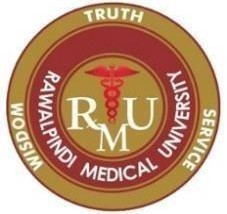 TRUTH
WISDOM
SERVICE
RAWALPINDI MEDICAL UNIVERSITY
RMU